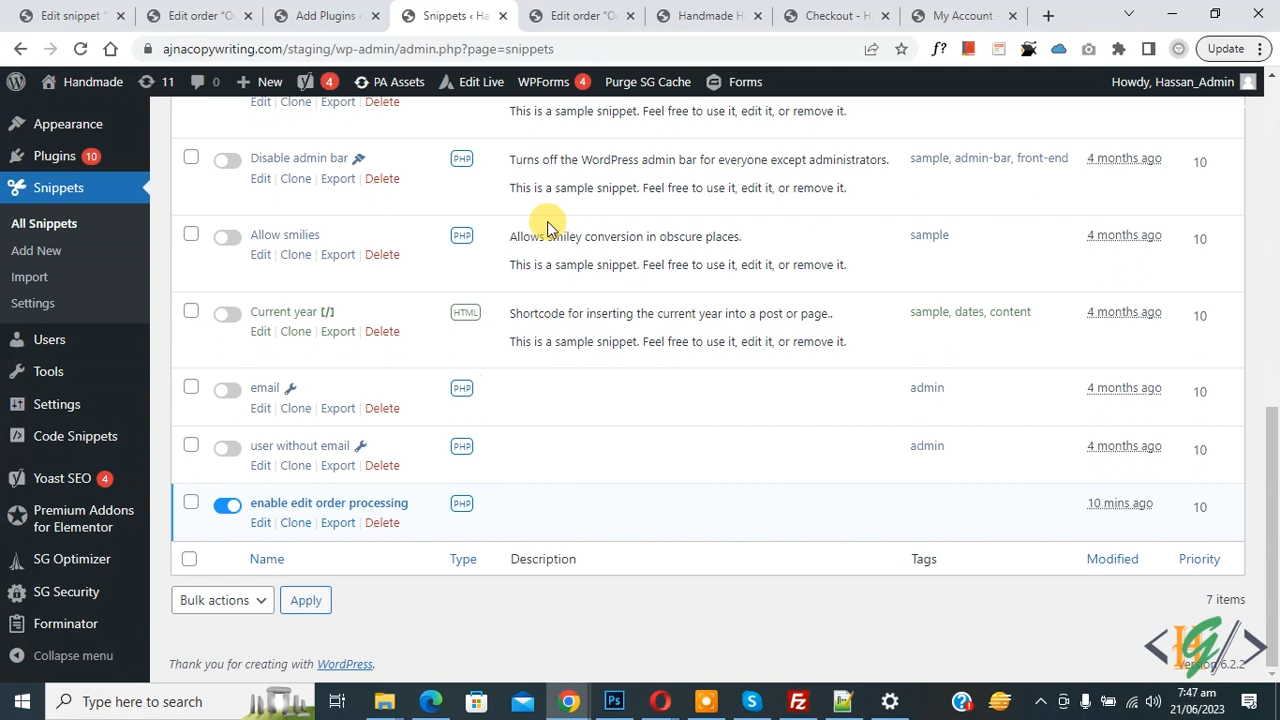 Edit snippet "
Edit order "O
Add Plugins ‹
Snippets ‹ Ha
Edit order "O
Handmade H
Checkout - H
My Account -
ajnacopywriting.com/staging/wp-admin/admin.php?page=snippets
f?
Update
Handmade
11
0
New
4
PA Assets
Edit Live
WPForms 4
Purge SG Cache
Forms
Howdy, Hassan_Admin
Appearance
Plugins 10
Snippets
All Snippets
Add New
Import
Settings
Users
Tools
Settings
Code Snippets
Yoast SEO 4
Premium Addons
for Elementor
SG Optimizer
SG Security
Forminator
Collapse menu
Edit | Clone | Export | Delete
This is a sample snippet. Feel free to use it, edit it, or remove it.
Disable admin bar
PHP
Turns off the WordPress admin bar for everyone except administrators.
sample, admin-bar, front-end
4 months ago
10
Edit | Clone | Export | Delete
This is a sample snippet. Feel free to use it, edit it, or remove it.
Allow smilies
PHP
Allows smiley conversion in obscure places.
sample
4 months ago
10
Edit | Clone | Export | Delete
This is a sample snippet. Feel free to use it, edit it, or remove it.
Current year [/]
HTML
Shortcode for inserting the current year into a post or page..
sample, dates, content
4 months ago
10
Edit | Clone | Export | Delete
This is a sample snippet. Feel free to use it, edit it, or remove it.
email
PHP
admin
4 months ago
10
Edit | Clone | Export | Delete
user without email
PHP
admin
4 months ago
10
Edit | Clone | Export | Delete
enable edit order processing
PHP
10 mins ago
10
Edit | Clone | Export | Delete
Name
Type
Description
Tags
Modified
Priority
Bulk actions
Apply
7 items
Thank you for creating with WordPress.
Version 6.2.2
Type here to search
7:47 am
21/06/2023